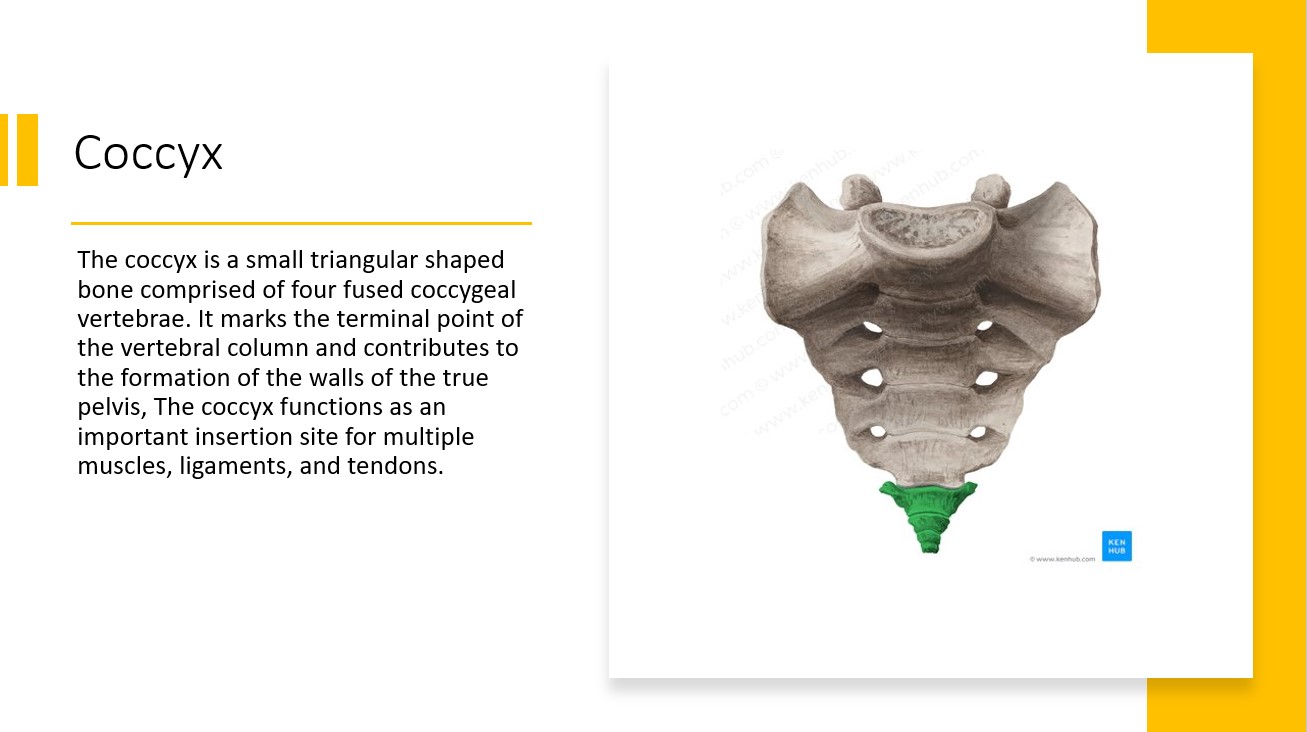 Coccyx
The coccyx is a small triangular shaped
bone comprised of four fused coccygeal
vertebrae. It marks the terminal point of
the vertebral column and contributes to
the formation of the walls of the true
pelvis, The coccyx functions as an
important insertion site for multiple
muscles, ligaments, and tendons.
KEN
HUB
© www.kenhub.com